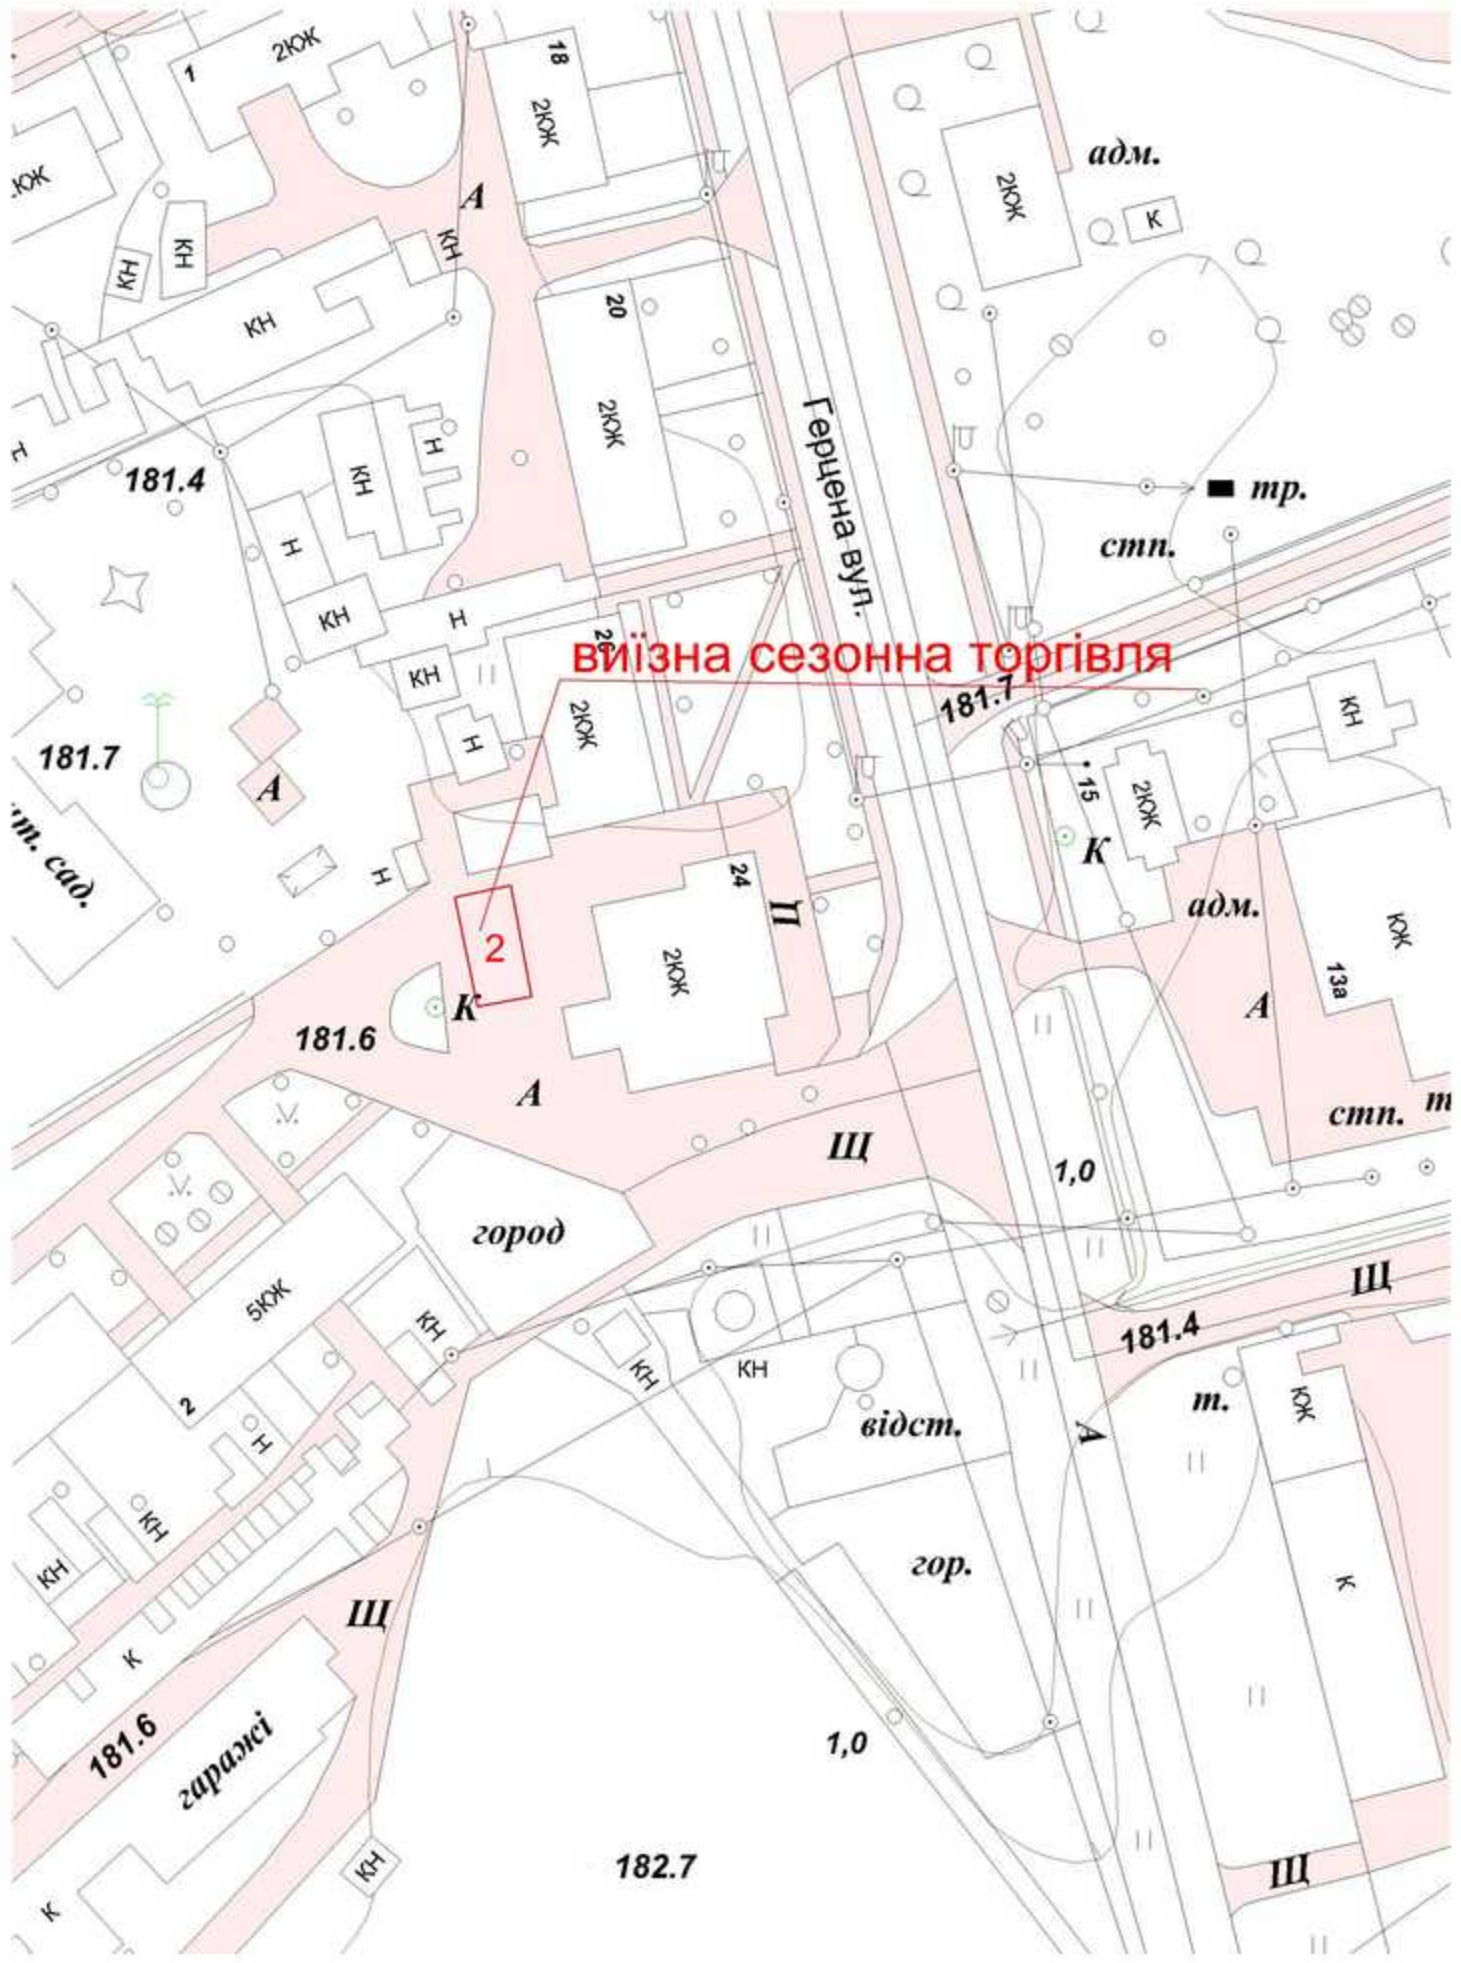 1
2КЖ
18
2КЖ
КЖ
адм.
2КЖ
К
А
КН
КН
КН
КН
20
2КЖ
Герцена вул.
181.4
КН
Н
Н
Н
тр.
стп.
КН
Н
КН
виїзна сезонна торгівля
2КЖ
Н
181.7
КН
181.7
А
15
2КЖ
К
сад.
Н
24
Ц
2КЖ
адм.
КЖ
13а
2
К
181.6
А
А
стп.
т
Щ
1,0
город
Щ
5КЖ
КН
2
181.4
КН
КН
відст.
т.
КЖ
А
Н
КН
КН
гор.
К
Щ
К
181.6
гаражі
1,0
КН
182.7
Щ
К